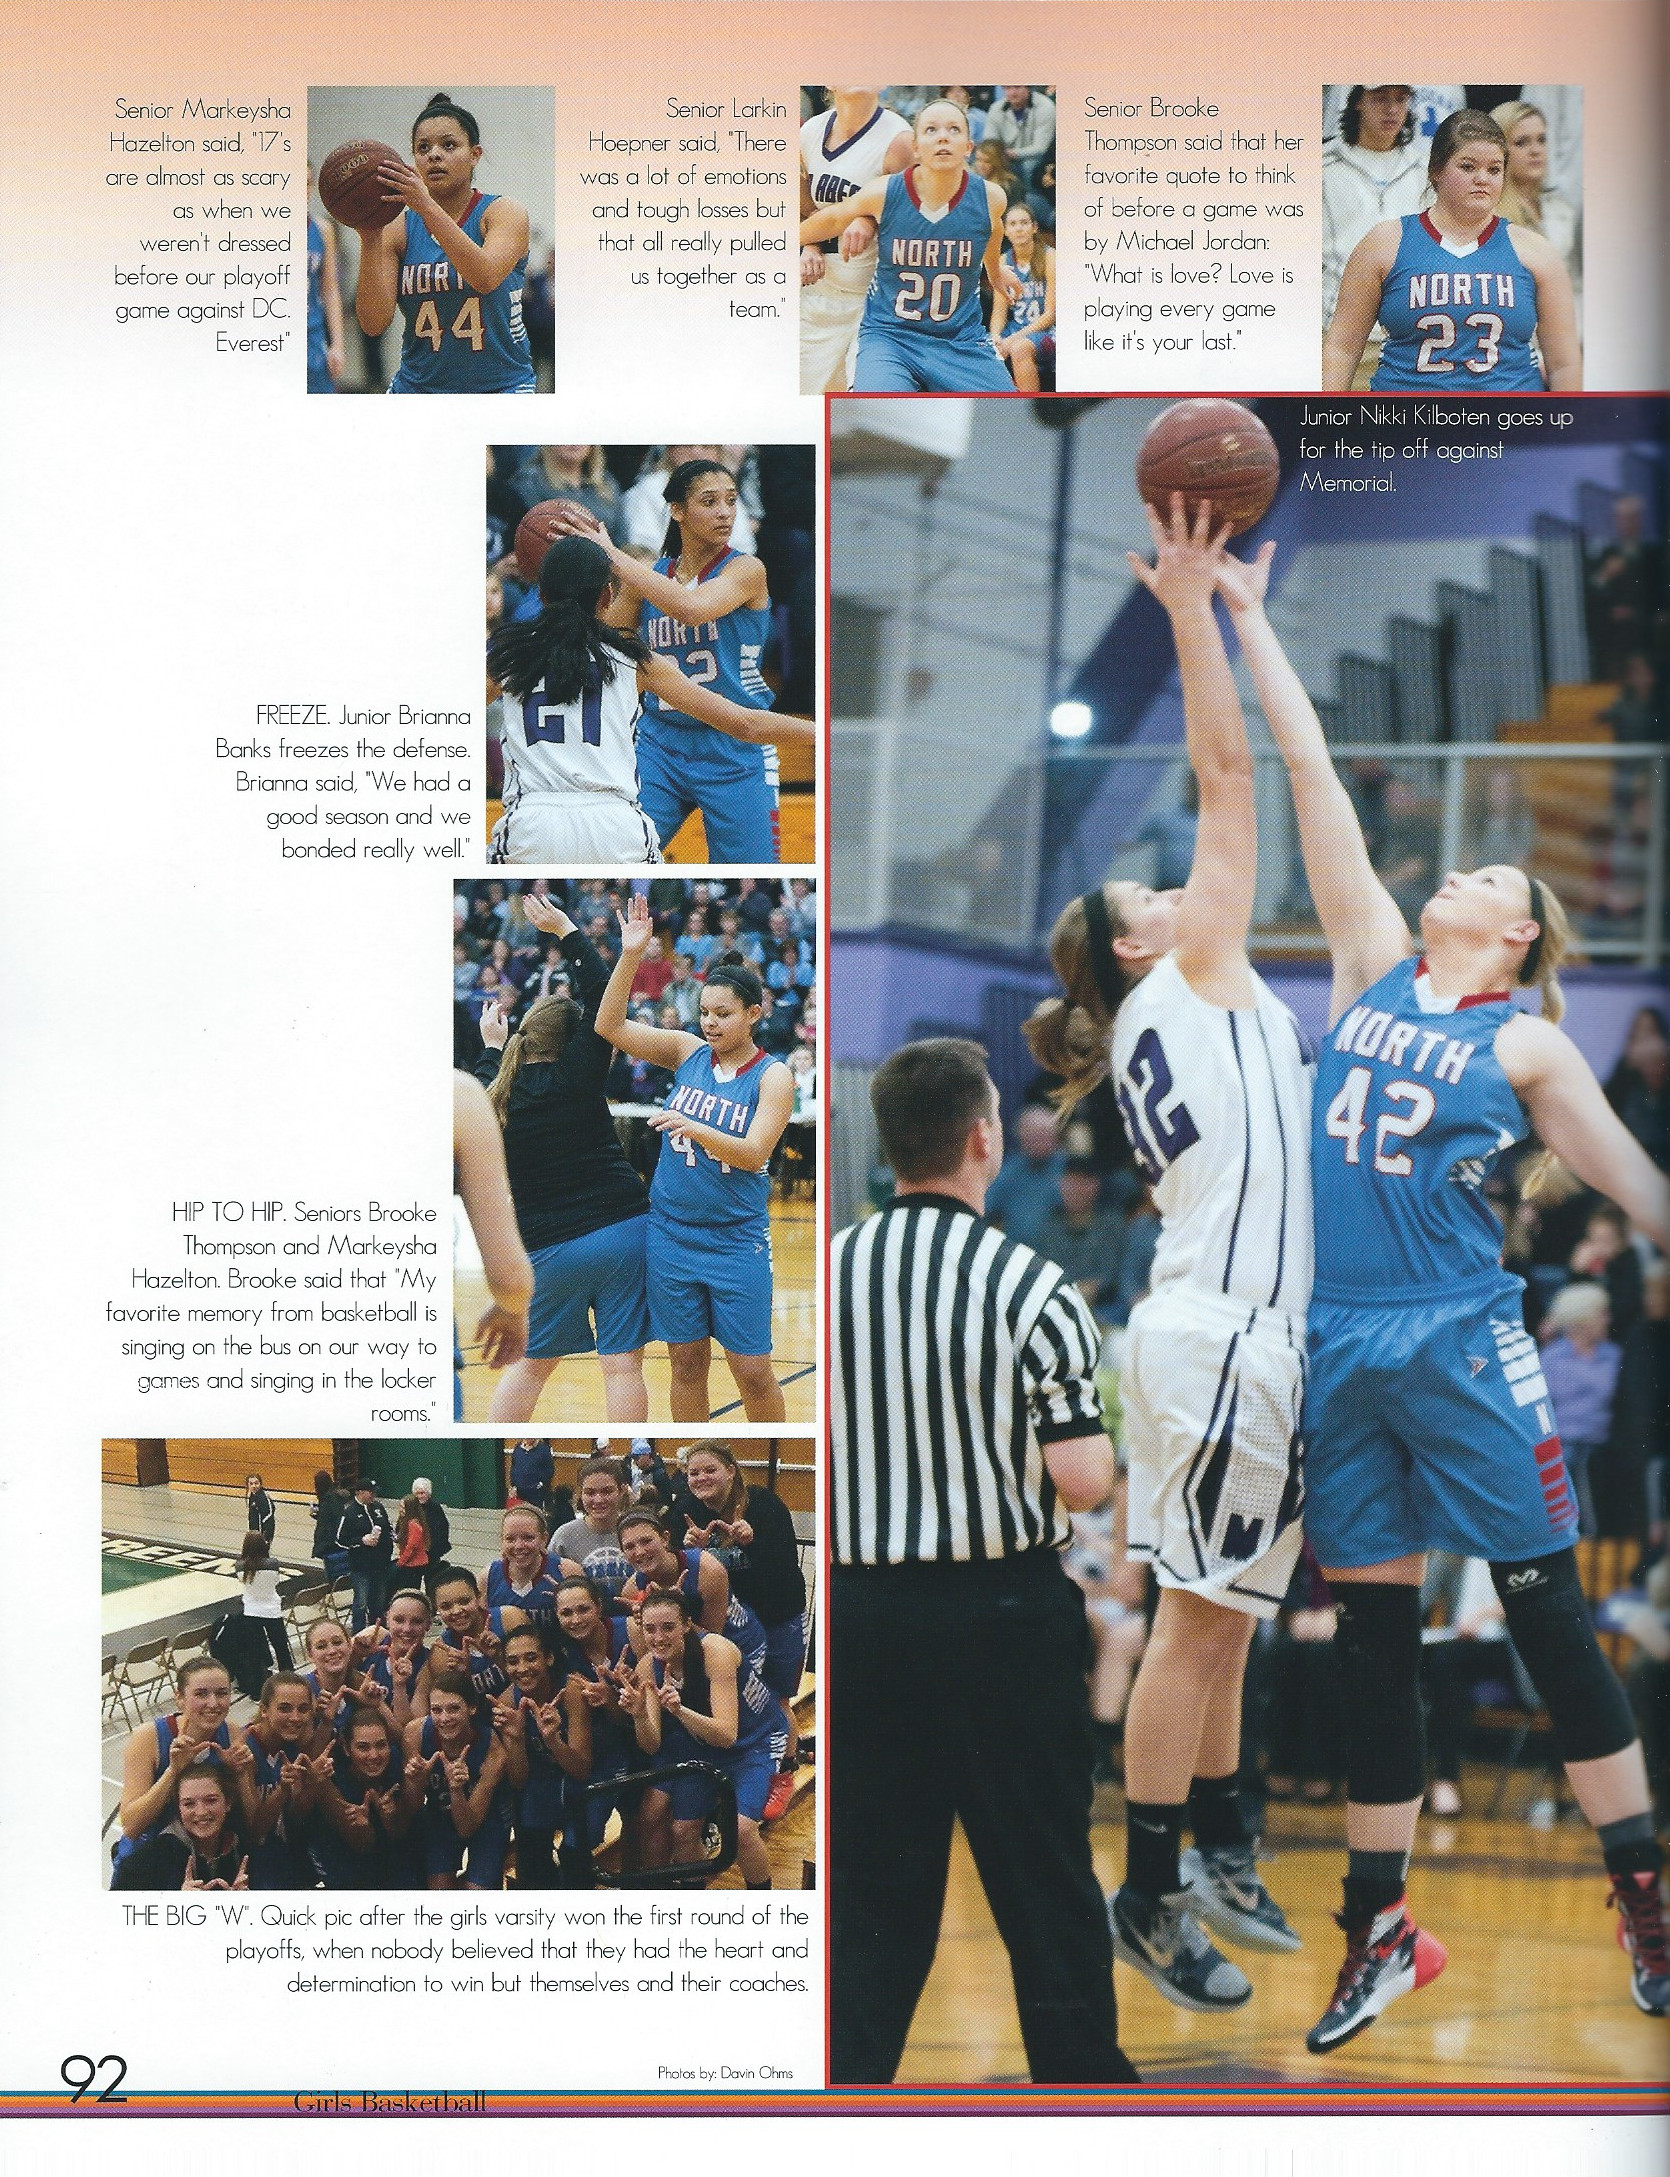 Senior Markeysha
Hazelton said, "17's
are almost as scary
as when we
weren't dressed
before our playoff
game against DC.
Everest"
NORT
44
Senior Larkin
Hoepner said, "There
was a lot of emotions
and tough losses but
that all really pulled
us together as a
team."
NORTH
20
24
Senior Brooke
Thompson said that her
favorite quote to think
of before a game was
by Michael Jordan:
"What is love? Love is
playing every game
like it's your last."
NORTH
23
Junior Nikki Kilboten goes up
for the tip off against
Memorial.
32
NORTH
42
M
N
FREEZE. Junior Brianna
Banks freezes the defense.
Brianna said, "We had a
good season and we
bonded really well."
NORTH
21
HIP TO HIP. Seniors Brooke
Thompson and Markeysha
Hazelton. Brooke said that "My
favorite memory from basketball is
singing on the bus on our way to
games and singing in the locker
rooms."
NORTH
44
REEN
THE BIG "W". Quick pic after the girls varsity won the first round of the
playoffs, when nobody believed that they had the heart and
determination to win but themselves and their coaches.
Photos by: Davin Ohms
92
Girls Basketball